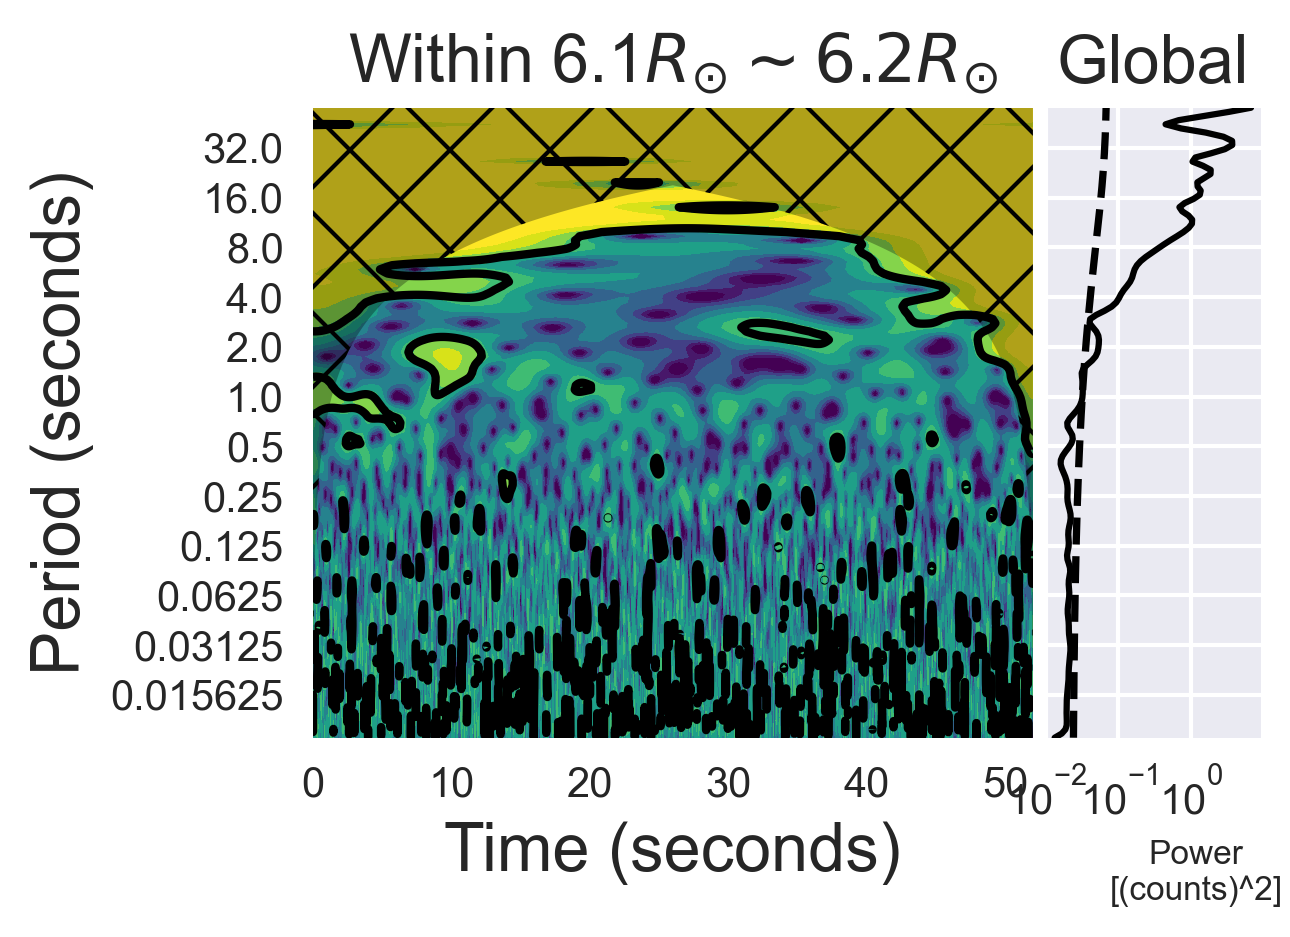 Within 6.1R☉ ∼ 6.2R☉
Global
Period (seconds)
32.0
16.0
8.0
4.0
2.0
1.0
0.5
0.25
0.125
0.0625
0.03125
0.015625
0 10 20 30 40 50
10⁻² 10⁻¹ 10⁰
Time (seconds)
Power
[(counts)^2]